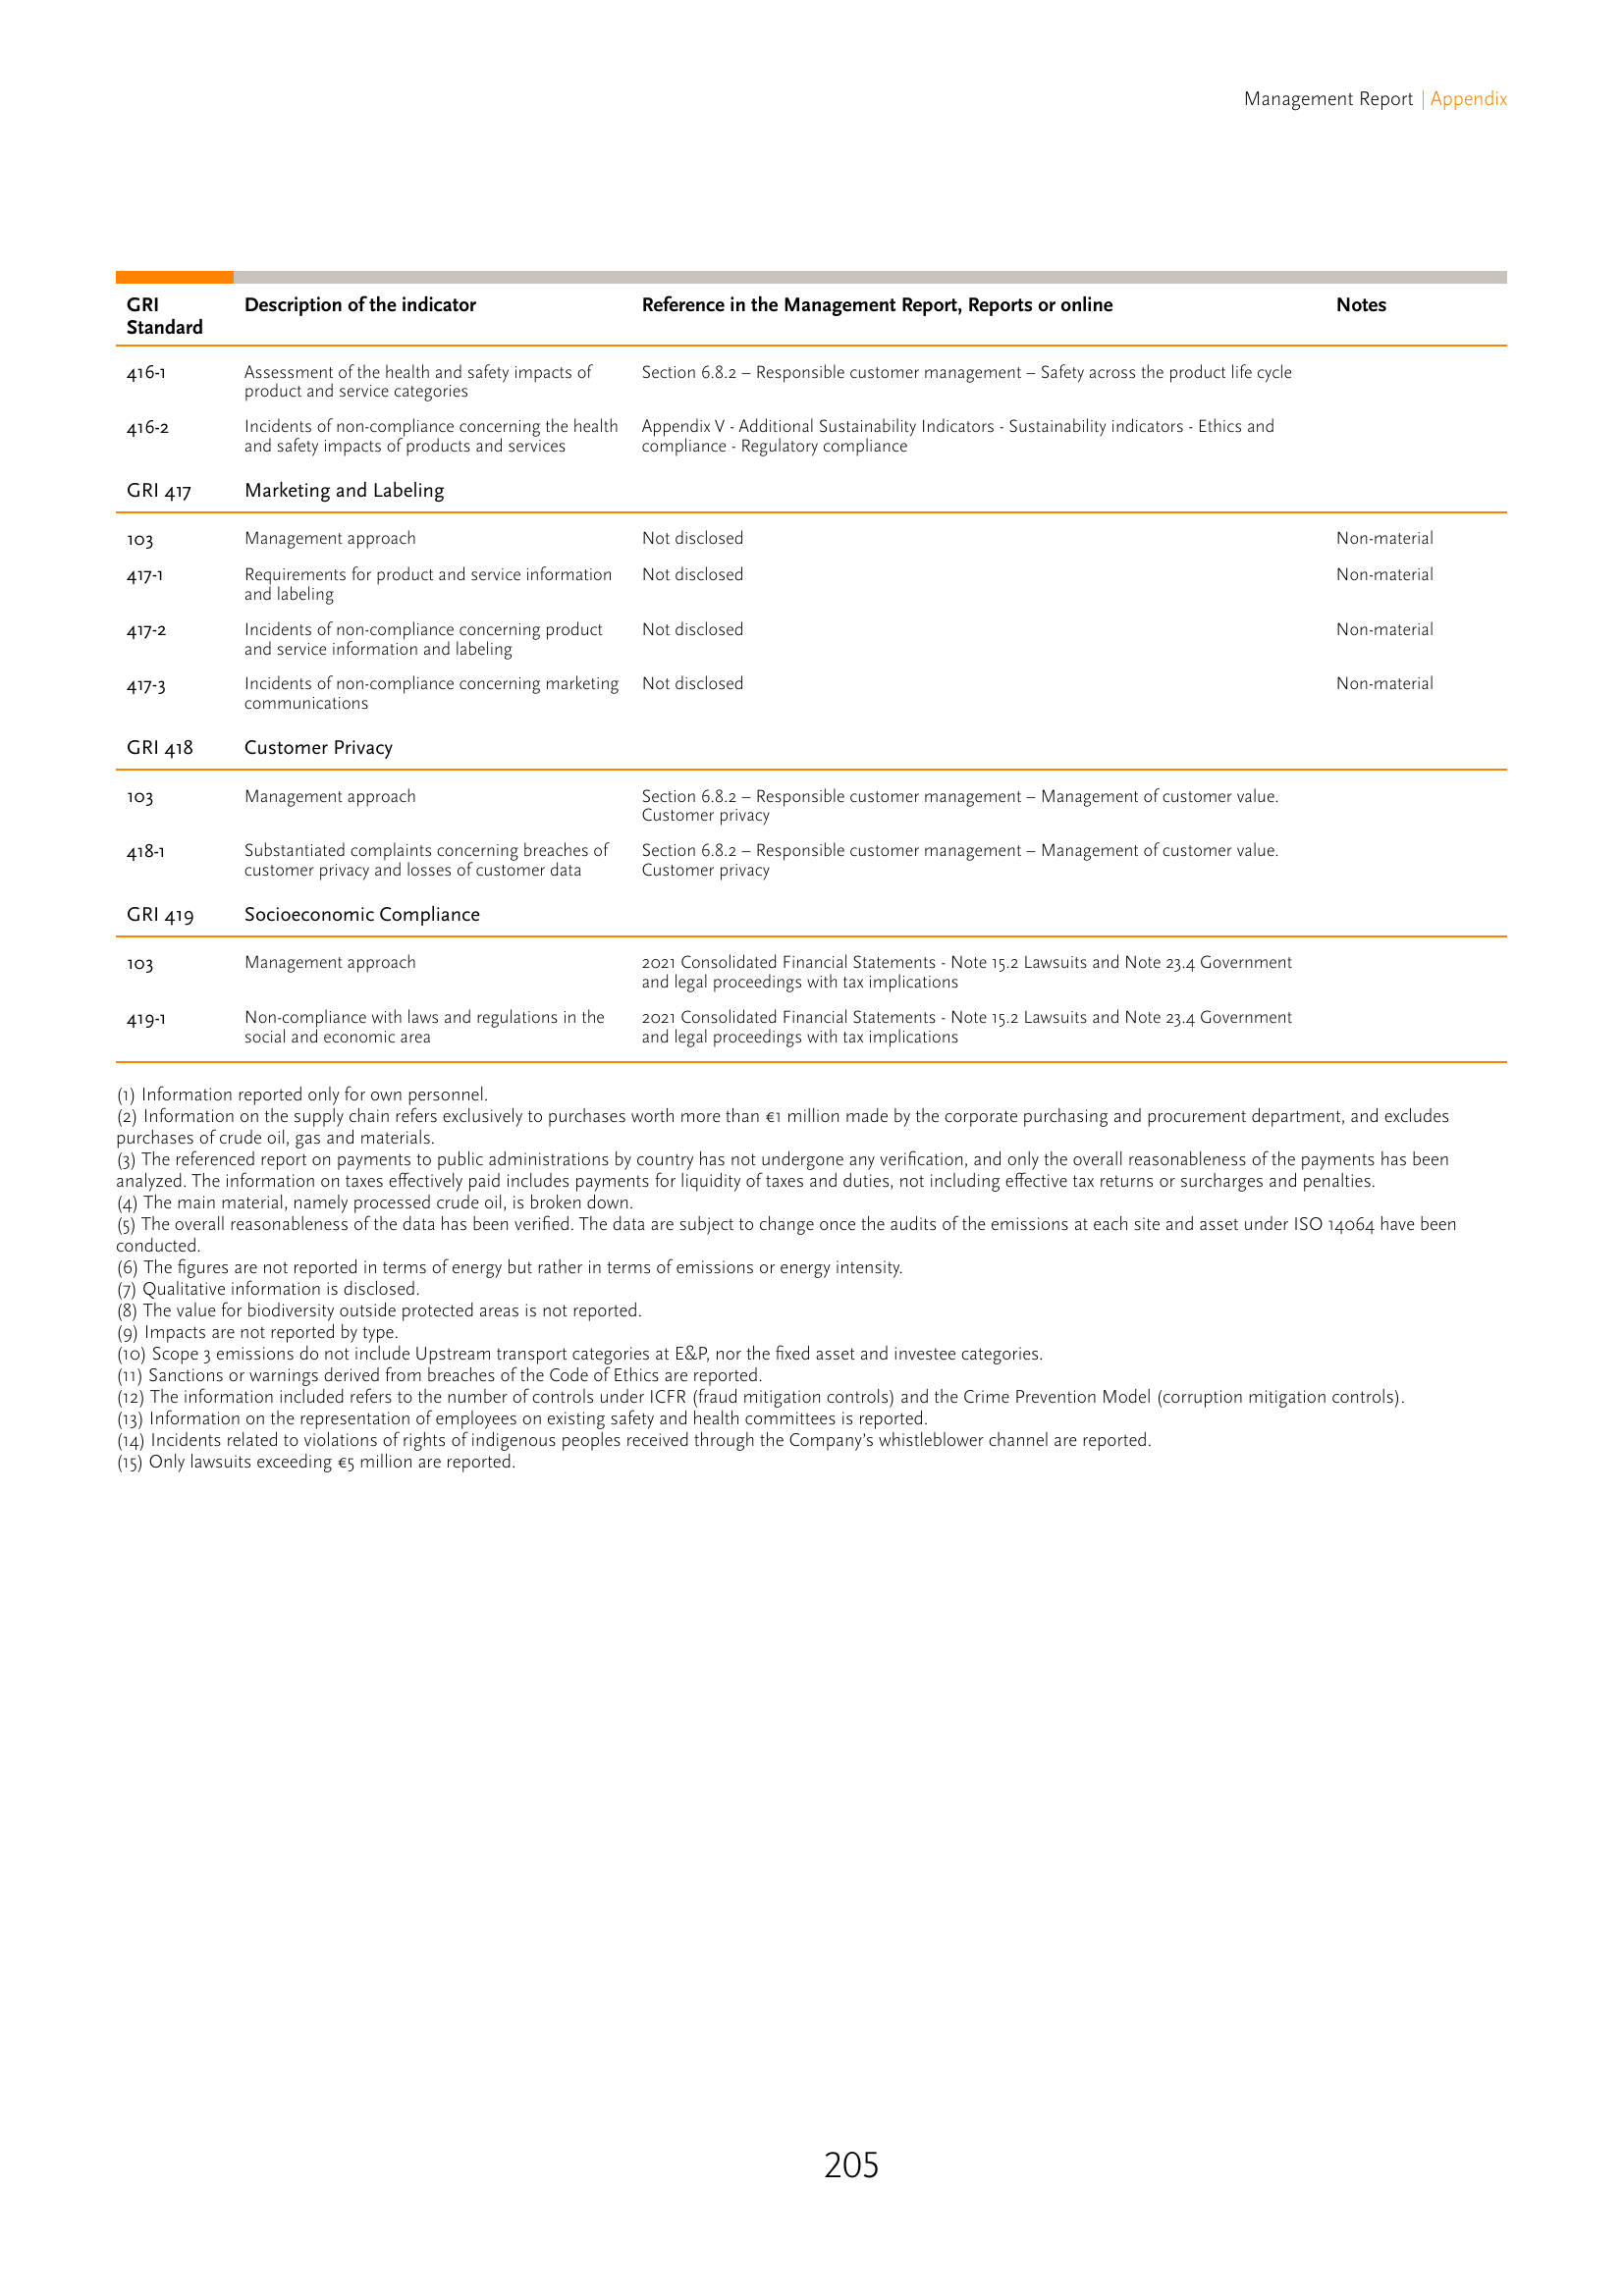 Management Report | Appendix
GRI Standard
Description of the indicator
Reference in the Management Report, Reports or online
Notes
416-1
Assessment of the health and safety impacts of
product and service categories
Section 6.8.2 – Responsible customer management – Safety across the product life cycle
416-2
Incidents of non-compliance concerning the health
and safety impacts of products and services
Appendix V - Additional Sustainability Indicators - Sustainability indicators - Ethics and
compliance - Regulatory compliance
GRI 417
Marketing and Labeling
103
Management approach
Not disclosed
Non-material
417-1
Requirements for product and service information
and labeling
Not disclosed
Non-material
417-2
Incidents of non-compliance concerning product
and service information and labeling
Not disclosed
Non-material
417-3
Incidents of non-compliance concerning marketing
communications
Not disclosed
Non-material
GRI 418
Customer Privacy
103
Management approach
Section 6.8.2 – Responsible customer management – Management of customer value.
Customer privacy
418-1
Substantiated complaints concerning breaches of
customer privacy and losses of customer data
Section 6.8.2 – Responsible customer management – Management of customer value.
Customer privacy
GRI 419
Socioeconomic Compliance
103
Management approach
2021 Consolidated Financial Statements - Note 15.2 Lawsuits and Note 23.4 Government
and legal proceedings with tax implications
419-1
Non-compliance with laws and regulations in the
social and economic area
2021 Consolidated Financial Statements - Note 15.2 Lawsuits and Note 23.4 Government
and legal proceedings with tax implications
(1) Information reported only for own personnel.
(2) Information on the supply chain refers exclusively to purchases worth more than €1 million made by the corporate purchasing and procurement department, and excludes
purchases of crude oil, gas and materials.
(3) The referenced report on payments to public administrations by country has not undergone any verification, and only the overall reasonableness of the payments has been
analyzed. The information on taxes effectively paid includes payments for liquidity of taxes and duties, not including effective tax returns or surcharges and penalties.
(4) The main material, namely processed crude oil, is broken down.
(5) The overall reasonableness of the data has been verified. The data are subject to change once the audits of the emissions at each site and asset under ISO 14064 have been
conducted.
(6) The figures are not reported in terms of energy but rather in terms of emissions or energy intensity.
(7) Qualitative information is disclosed.
(8) The value for biodiversity outside protected areas is not reported.
(9) Impacts are not reported by type.
(10) Scope 3 emissions do not include Upstream transport categories at E&P, nor the fixed asset and investee categories.
(11) Sanctions or warnings derived from breaches of the Code of Ethics are reported.
(12) The information included refers to the number of controls under ICFR (fraud mitigation controls) and the Crime Prevention Model (corruption mitigation controls).
(13) Information on the representation of employees on existing safety and health committees is reported.
(14) Incidents related to violations of rights of indigenous peoples received through the Company’s whistleblower channel are reported.
(15) Only lawsuits exceeding €5 million are reported.
205